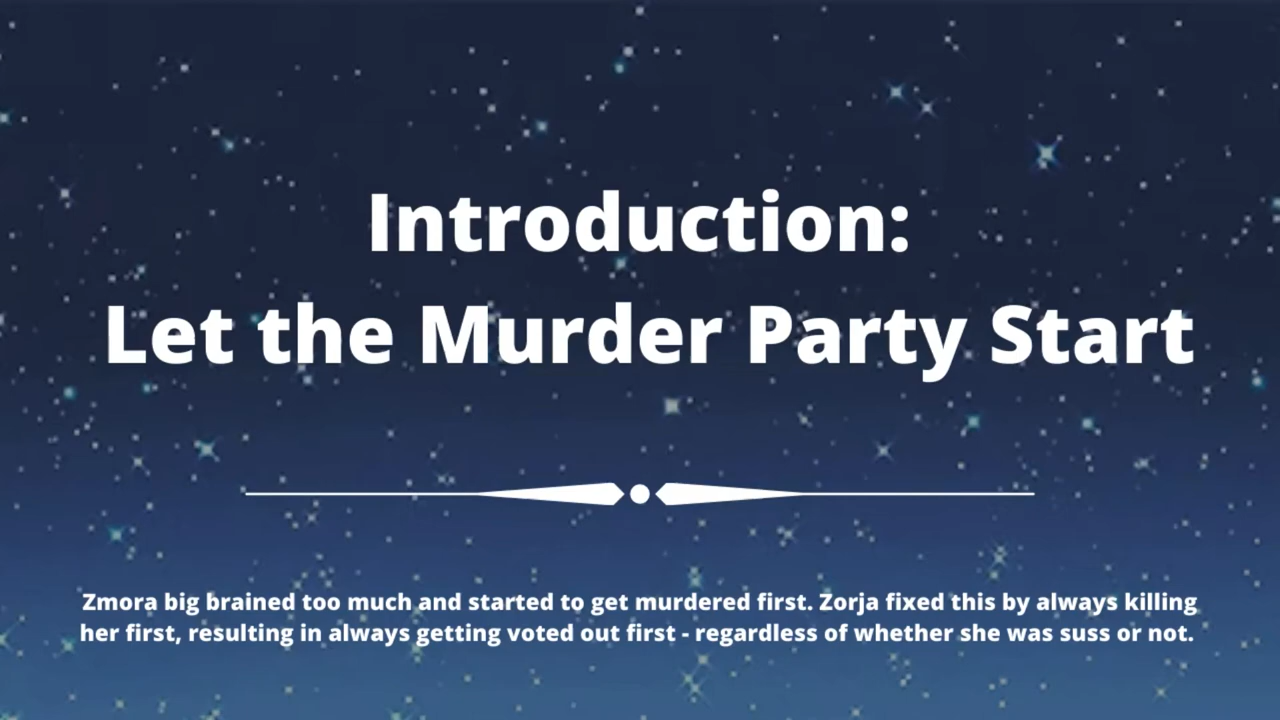 Introduction:
Let the Murder Party Start
Zmora big brained too much and started to get murdered first. Zorja fixed this by always killing
her first, resulting in always getting voted out first - regardless of whether she was suss or not.